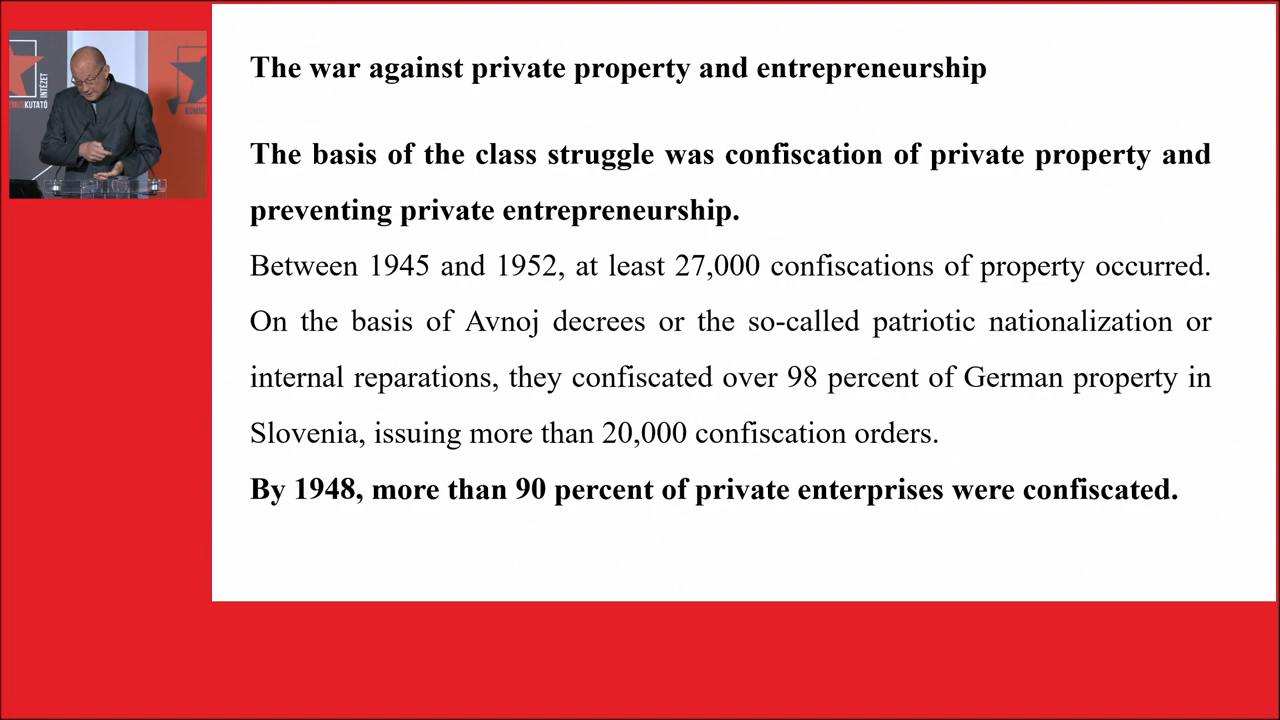 The war against private property and entrepreneurship
The basis of the class struggle was confiscation of private property and
preventing private entrepreneurship.
Between 1945 and 1952, at least 27,000 confiscations of property occurred.
On the basis of Avnoj decrees or the so-called patriotic nationalization or
internal reparations, they confiscated over 98 percent of German property in
Slovenia, issuing more than 20,000 confiscation orders.
By 1948, more than 90 percent of private enterprises were confiscated.
KUTATÓ
INTÉZET